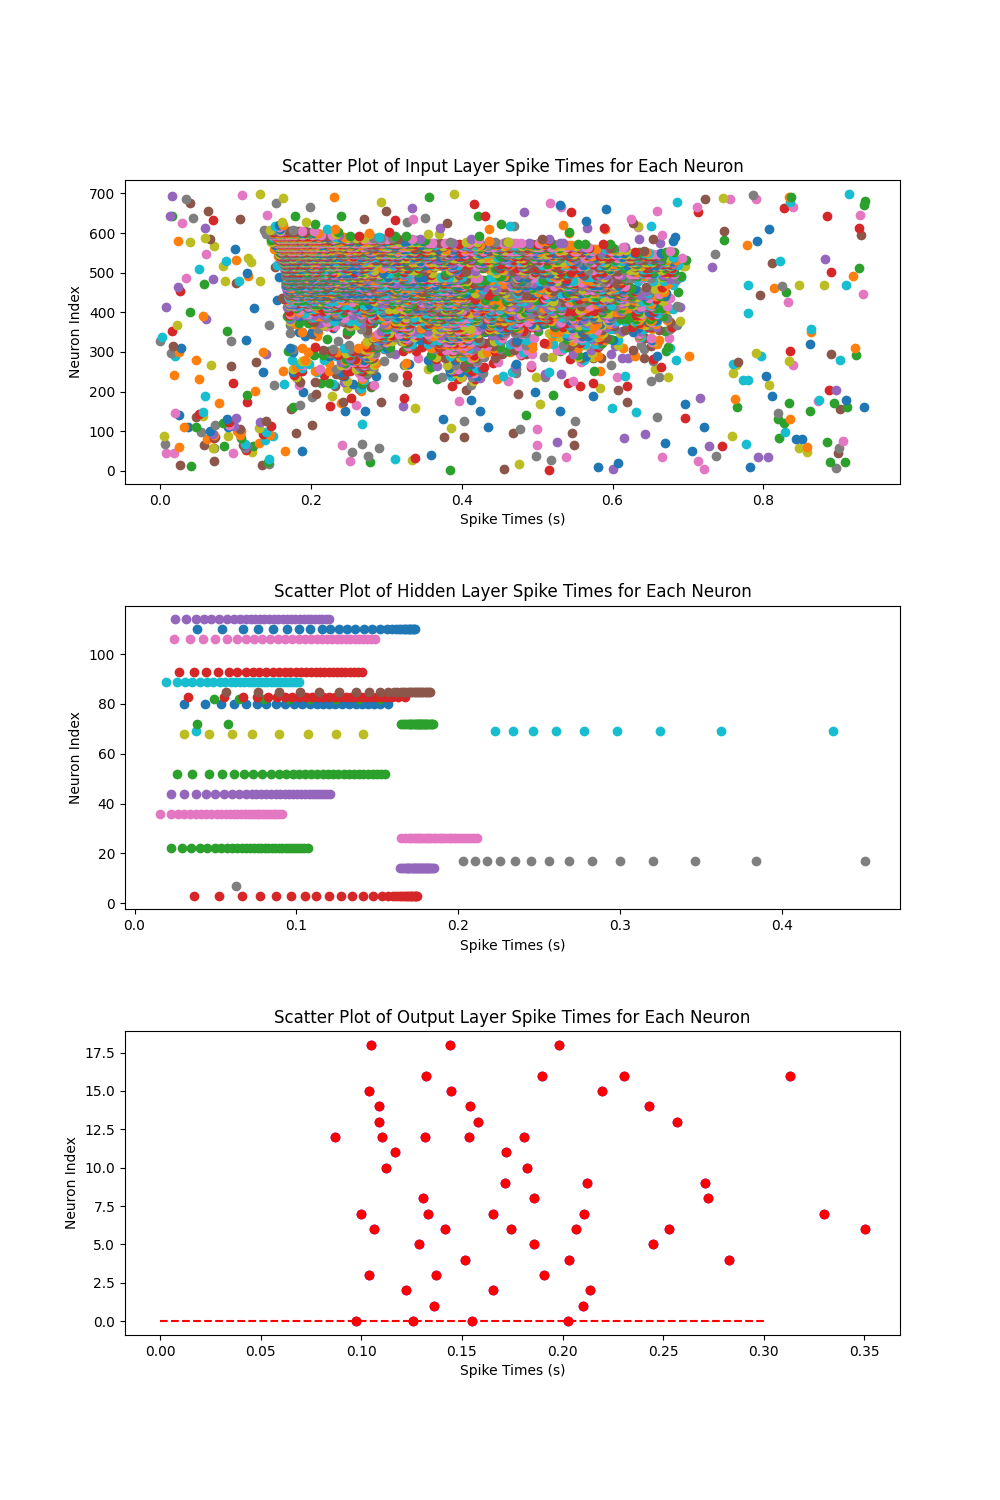 Scatter Plot of Input Layer Spike Times for Each Neuron
700
600
500
400
300
200
100
0
Neuron Index
0.0 0.2 0.4 0.6 0.8
Spike Times (s)
Scatter Plot of Hidden Layer Spike Times for Each Neuron
100
80
60
40
20
0
Neuron Index
0.0 0.1 0.2 0.3 0.4
Spike Times (s)
Scatter Plot of Output Layer Spike Times for Each Neuron
17.5
15.0
12.5
10.0
7.5
5.0
2.5
0.0
Neuron Index
0.00 0.05 0.10 0.15 0.20 0.25 0.30 0.35
Spike Times (s)